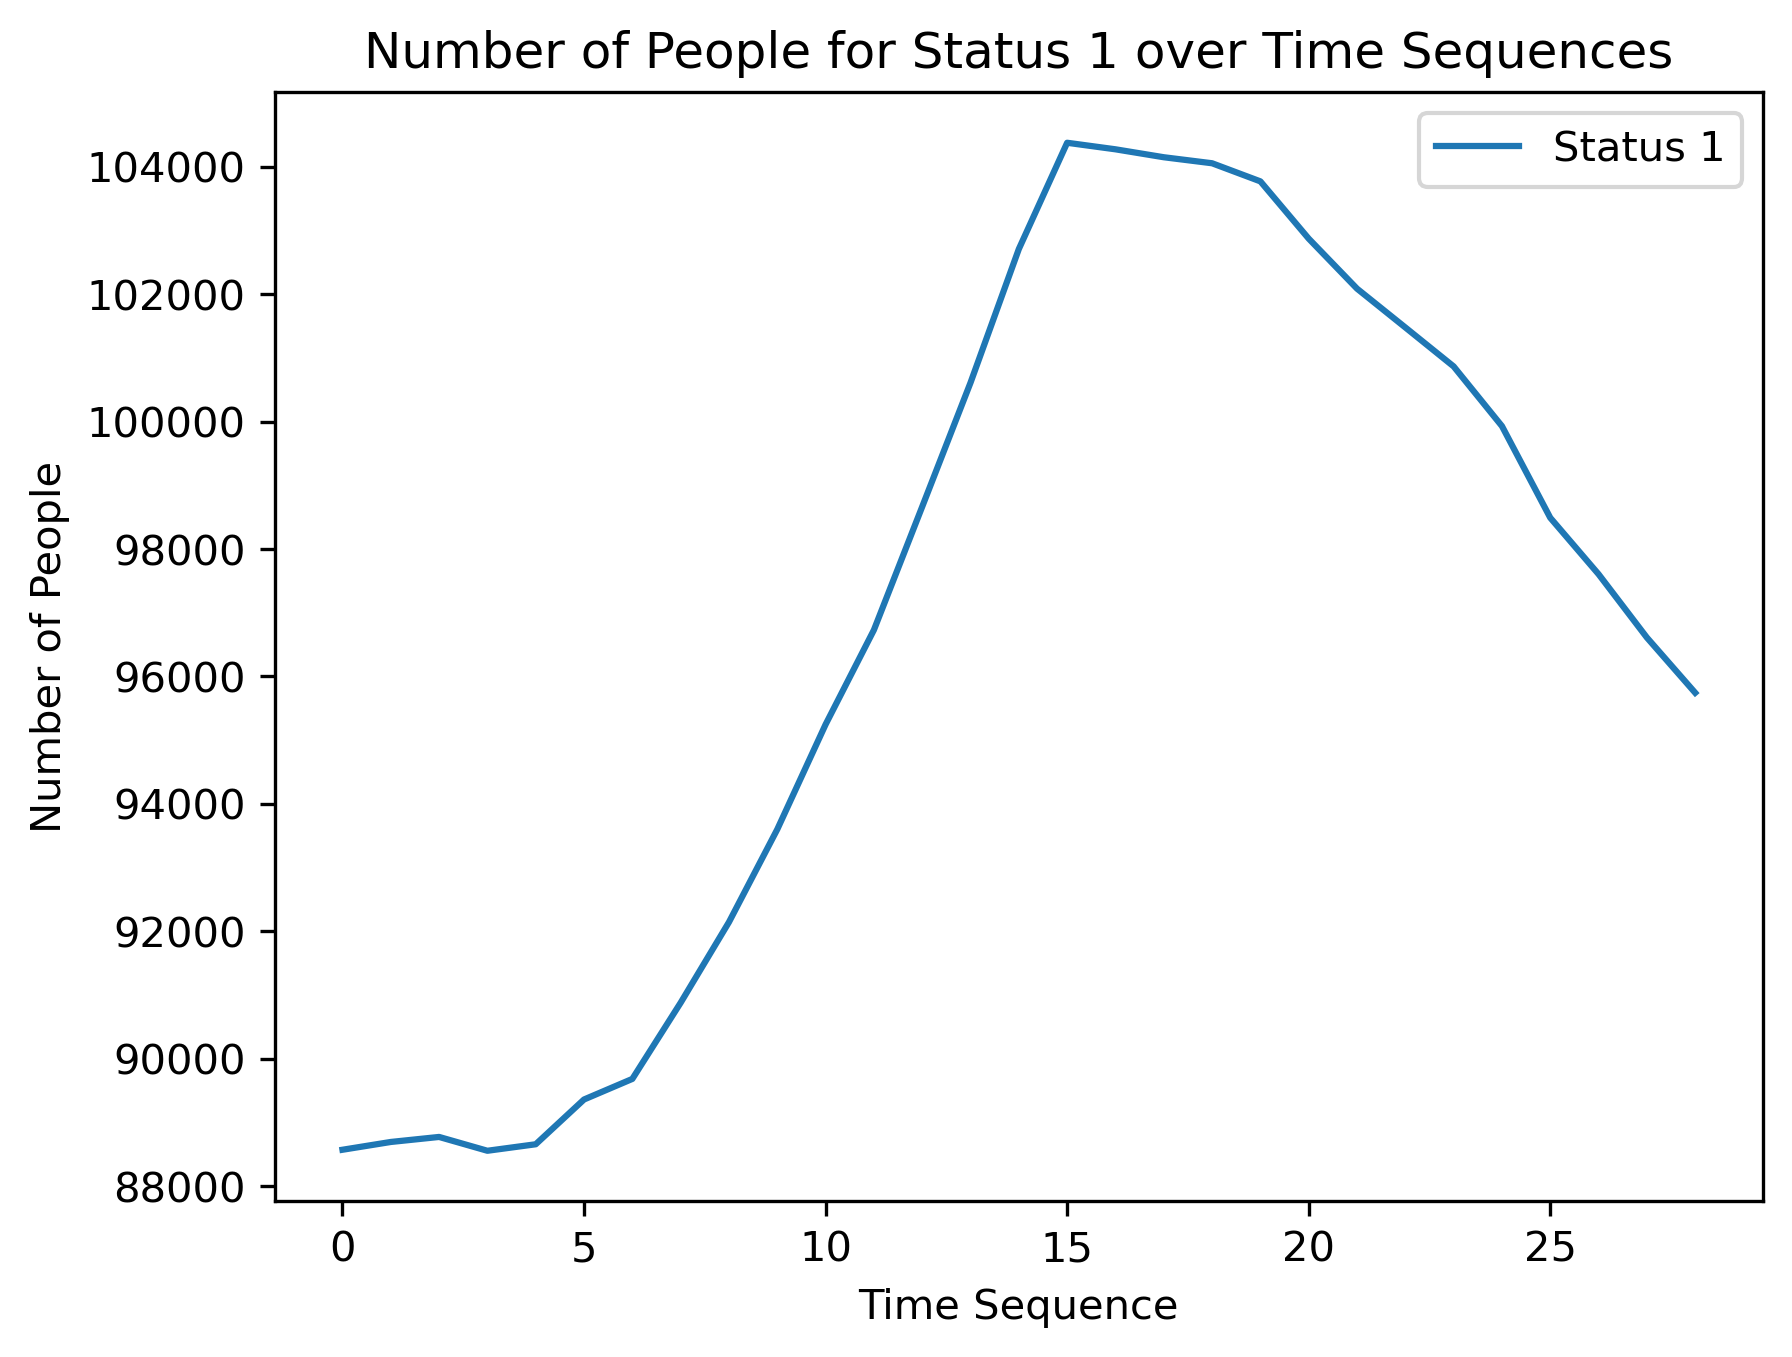 Number of People for Status 1 over Time Sequences
Status 1
104000
102000
100000
98000
96000
94000
92000
90000
88000
Number of People
0 5 10 15 20 25
Time Sequence